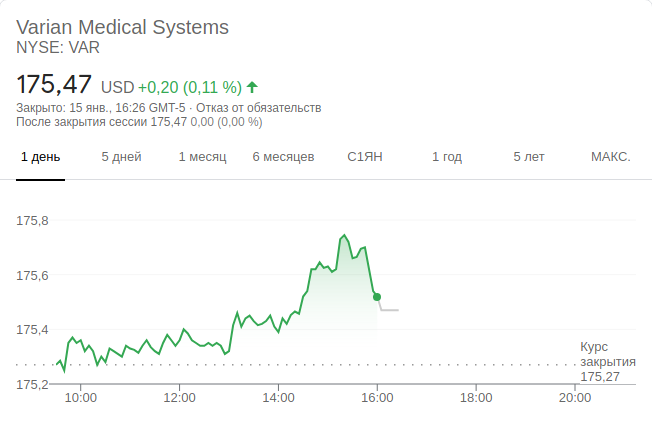 Varian Medical Systems
NYSE: VAR
175,47 USD +0,20 (0,11 %)
Закрыто: 15 янв., 16:26 GMT-5 · Отказ от обязательств
После закрытия сессии 175,47 0,00 (0,00 %)
1 день 5 дней 1 месяц 6 месяцев С1ЯН 1 год 5 лет МАКС.
175,8
175,6
175,4
175,2
Курс
закрытия
175,27
10:00 12:00 14:00 16:00 18:00 20:00